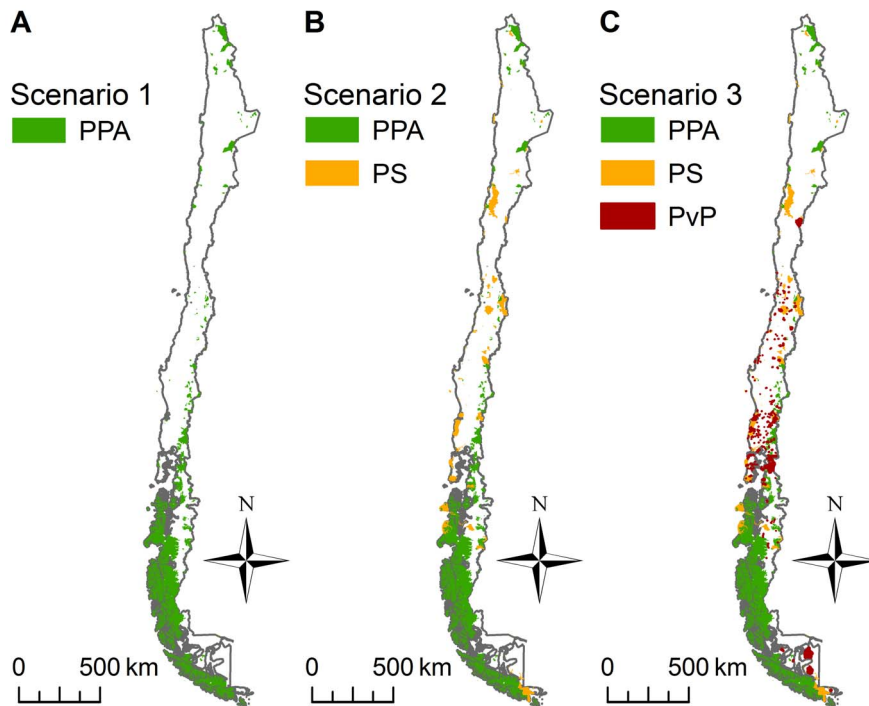 A
Scenario 1
PPA
N
0 500 km
B
Scenario 2
PPA
PS
N
0 500 km
C
Scenario 3
PPA
PS
PvP
N
0 500 km